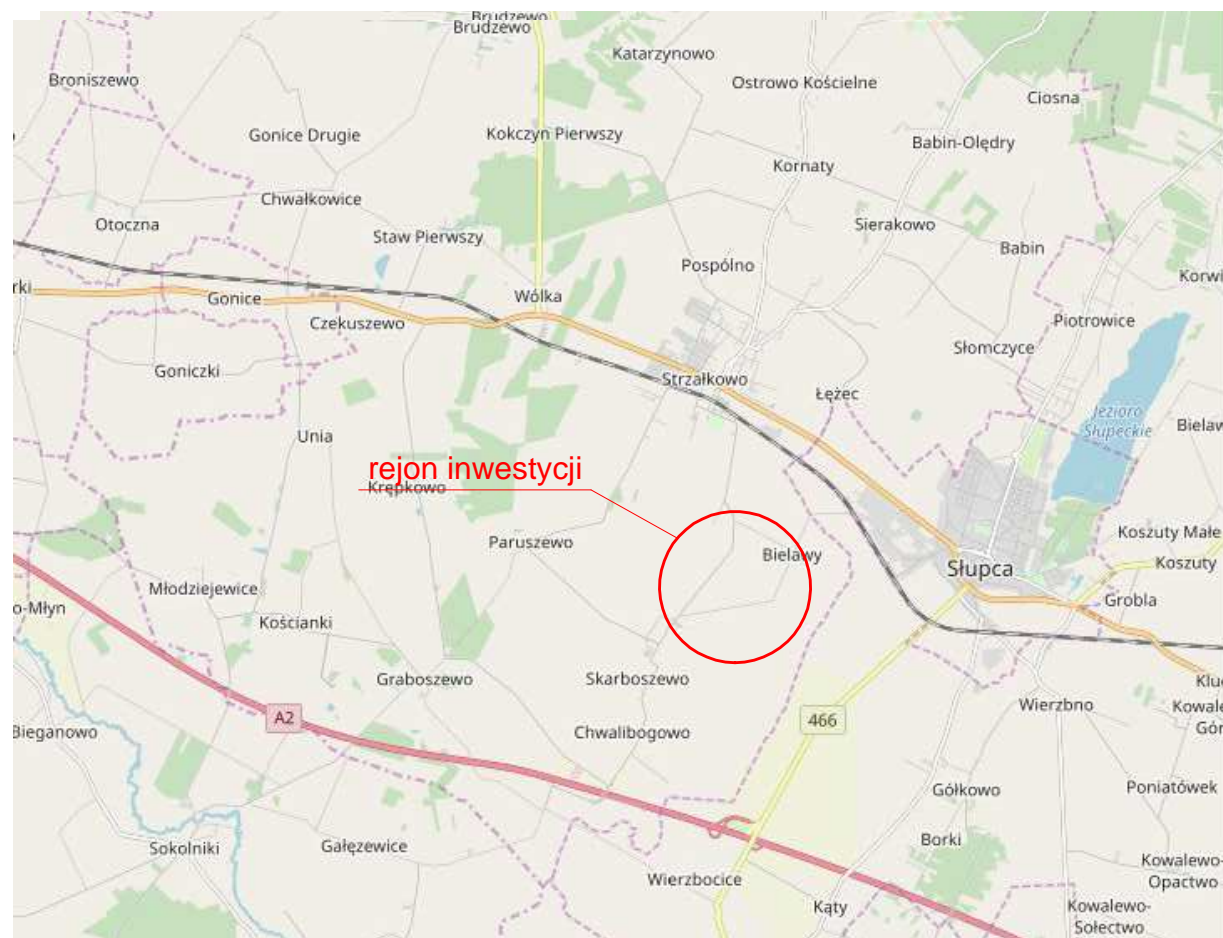 Brudzewo
Brudzewo
Katarzynowo
Broniszewo
Ostrowo Kościelne
Ciosna
Gonice Drugie
Kokczyn Pierwszy
Babin-Olędry
Kornaty
Chwałkowice
Otoczna
Staw Pierwszy
Sierakowo
Babin
Pospólno
Korwi
rki
Gonice
Wólka
Czekuszewo
Piotrowice
Słomczyce
Goniczki
Strzałkowo
Łężec
Jezioro
Słupeckie
Bielaw
Unia
rejon inwestycji
Krępkowo
Paruszewo
Bielawy
Koszuty Małe
Koszuty
Słupca
Młodziejewice
o-Młyn
Grobla
Kościanki
Graboszewo
Skarboszewo
Kluc
Wierzbno
Kowale
Gór
A2
466
Bieganowo
Chwalibogowo
Gółkowo
Poniatówek
Sokolniki
Gałęzewice
Borki
Kowalewo-
Opactwo
Wierzbocice
Kąty
Kowalewo-
Sołectwo